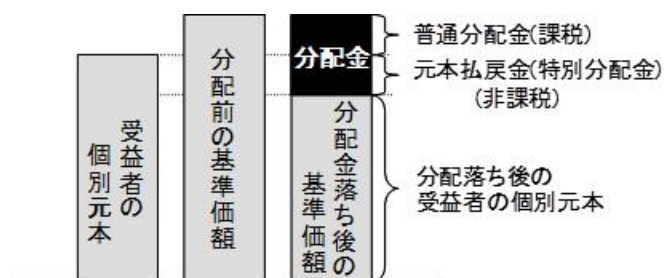 受益者の
個別元本
分配前の基準価額
分配金
分配金落ち後の
基準価額
普通分配金(課税)
元本払戻金(特別分配金)
(非課税)
分配落ち後の
受益者の個別元本